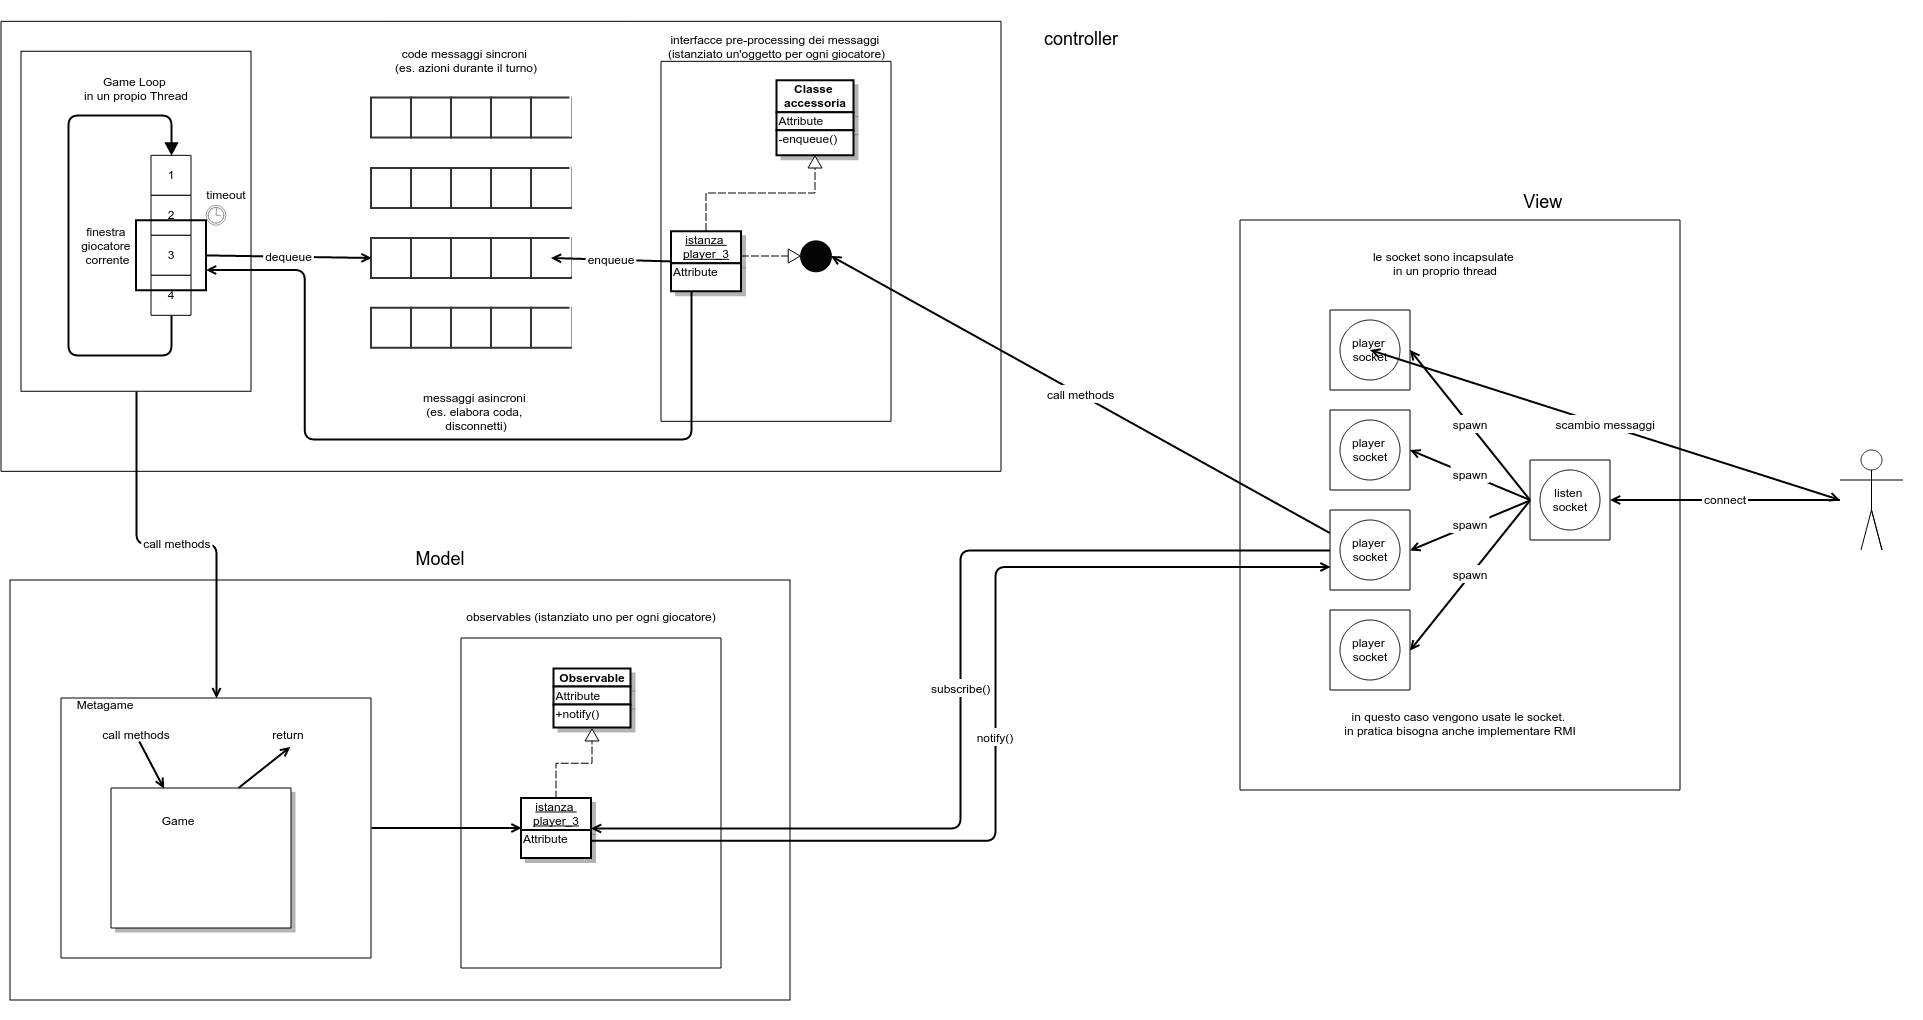 controller
Game Loop
in un propio Thread
1
2
3
4
timeout
finestra
giocatore
corrente
code messaggi sincroni
(es. azioni durante il turno)
dequeue
enqueue
messaggi asincroni
(es. elabora coda,
disconnetti)
interfacce pre-processing dei messaggi
(istanziato un'oggetto per ogni giocatore)
Classe
accessoria
Attribute
-enqueue()
istanza
player_3
Attribute
call methods
call methods
View
le socket sono incapsulate
in un proprio thread
player
socket
player
socket
player
socket
player
socket
spawn
spawn
spawn
spawn
scambio messaggi
listen
socket
connect
in questo caso vengono usate le socket.
in pratica bisogna anche implementare RMI
Model
Metagame
call methods
return
Game
observables (istanziato uno per ogni giocatore)
Observable
Attribute
+notify()
istanza
player_3
Attribute
subscribe()
notify()